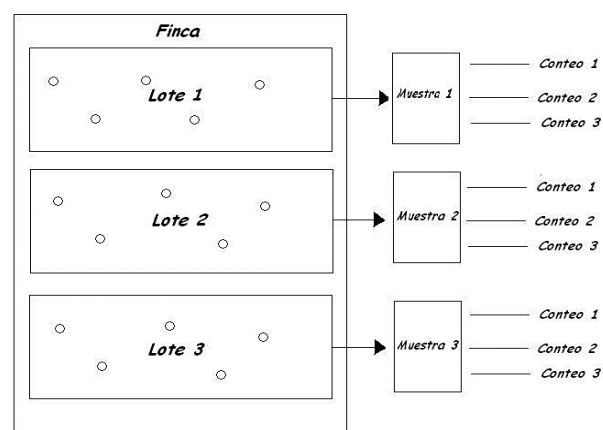 Finca
Lote 1
Muestra 1
Conteo 1
Conteo 2
Conteo 3
Lote 2
Muestra 2
Conteo 1
Conteo 2
Conteo 3
Lote 3
Muestra 3
Conteo 1
Conteo 2
Conteo 3